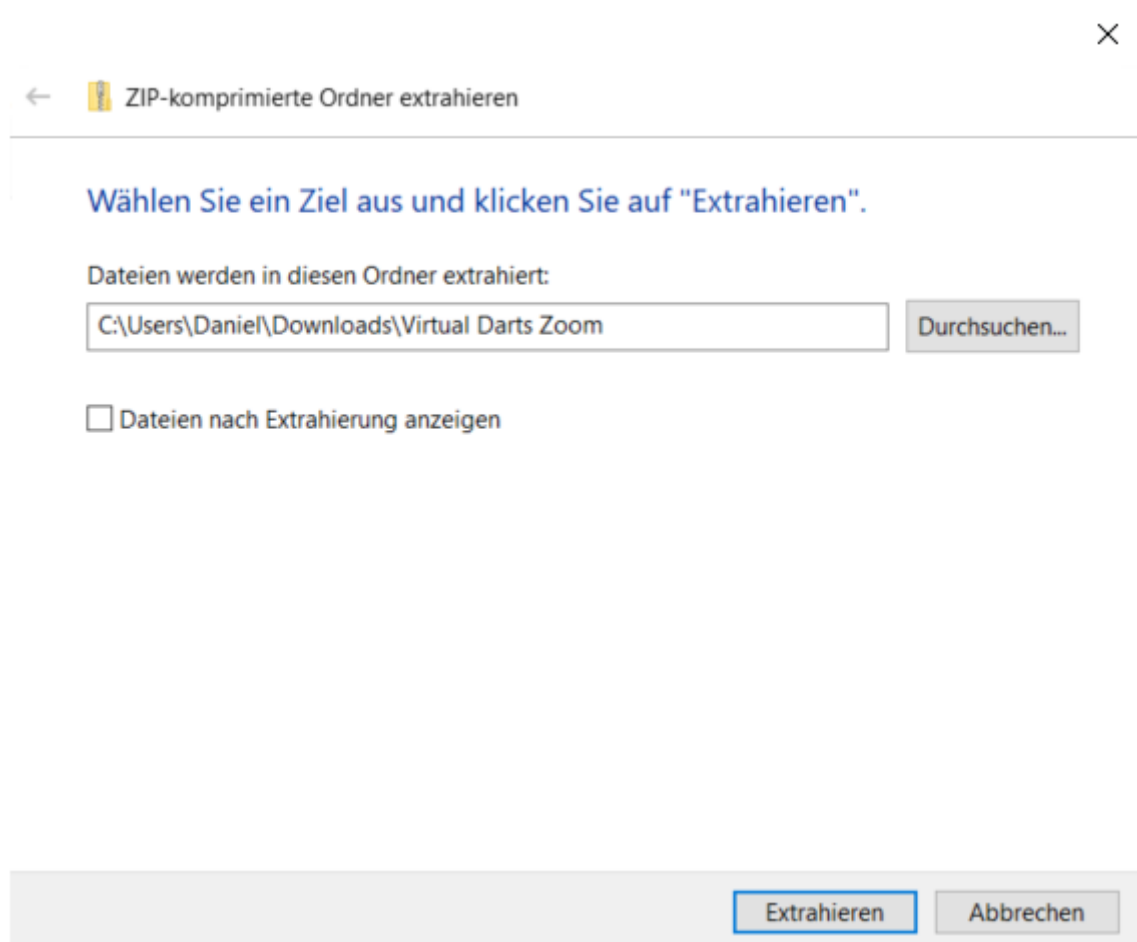 ZIP-komprimierte Ordner extrahieren
Wählen Sie ein Ziel aus und klicken Sie auf "Extrahieren".
Dateien werden in diesen Ordner extrahiert:
C:\Users\Daniel\Downloads\Virtual Darts Zoom
Durchsuchen...
Dateien nach Extrahierung anzeigen
Extrahieren
Abbrechen